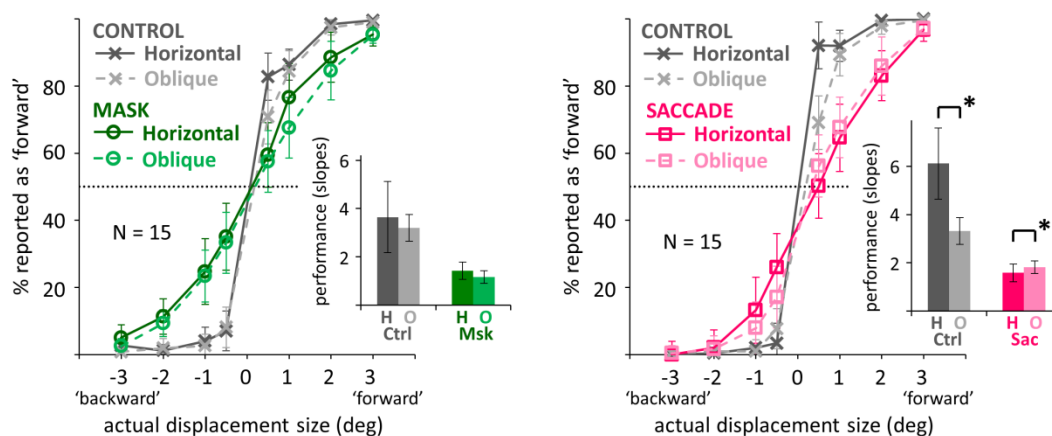 % reported as 'forward'
80
60
40
20
0
CONTROL
Horizontal
Oblique
MASK
Horizontal
Oblique
N = 15
performance (slopes)
6
4
2
H O H O
Ctrl Msk
-3 -2 -1 0 1 2 3
'backward' 'forward'
actual displacement size (deg)
% reported as 'forward'
80
60
40
20
0
CONTROL
Horizontal
Oblique
SACCADE
Horizontal
Oblique
N = 15
performance (slopes)
6
4
2
* *
H O H O
Ctrl Sac
-3 -2 -1 0 1 2 3
'backward' 'forward'
actual displacement size (deg)